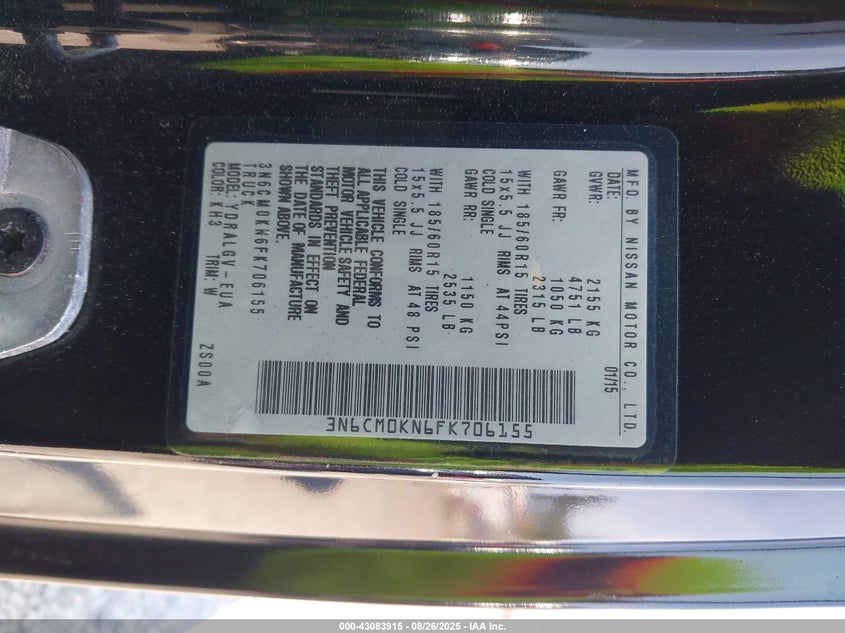 MFD. BY NISSAN MOTOR CO., LTD.
DATE: 01/15
GVWR: 2155 KG
4751 LB
GAWR FR: 1050 KG
2315 LB
WITH 185/60R15 TIRES
15x5.5 JJ RIMS AT 44PSI
COLD SINGLE
GAWR RR: 1150 KG
2535 LB
WITH 185/60R15 TIRES
15x5.5 JJ RIMS AT 48 PSI
COLD SINGLE
THIS VEHICLE CONFORMS TO
ALL APPLICABLE FEDERAL
MOTOR VEHICLE SAFETY AND
THEFT PREVENTION
STANDARDS IN EFFECT ON
THE DATE OF MANUFACTURE
SHOWN ABOVE.
3N6CM0KN6FK706155
TRUCK
MODEL: YDRALGV-EUA
COLOR: KH3 TRIM: W ZS00A
3N6CM0KN6FK706155
000-43083915 - 08/26/2025 - IAA Inc.